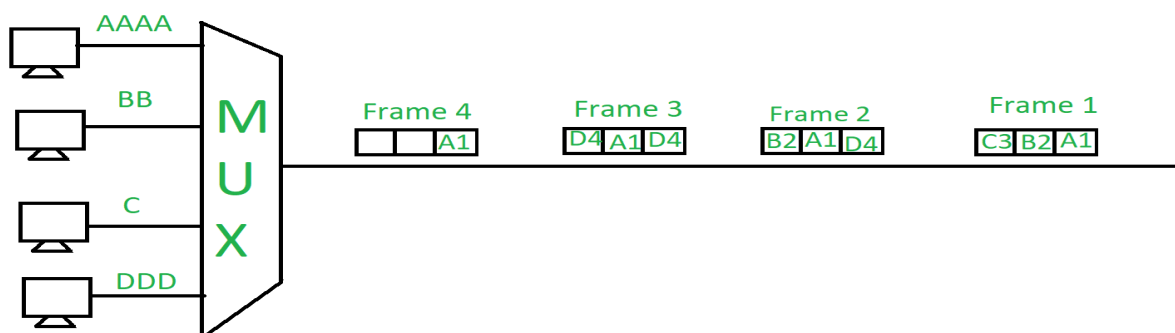 AAAA
BB
C
DDD
MUX
Frame 4
A1
Frame 3
D4 A1 D4
Frame 2
B2 A1 D4
Frame 1
C3 B2 A1